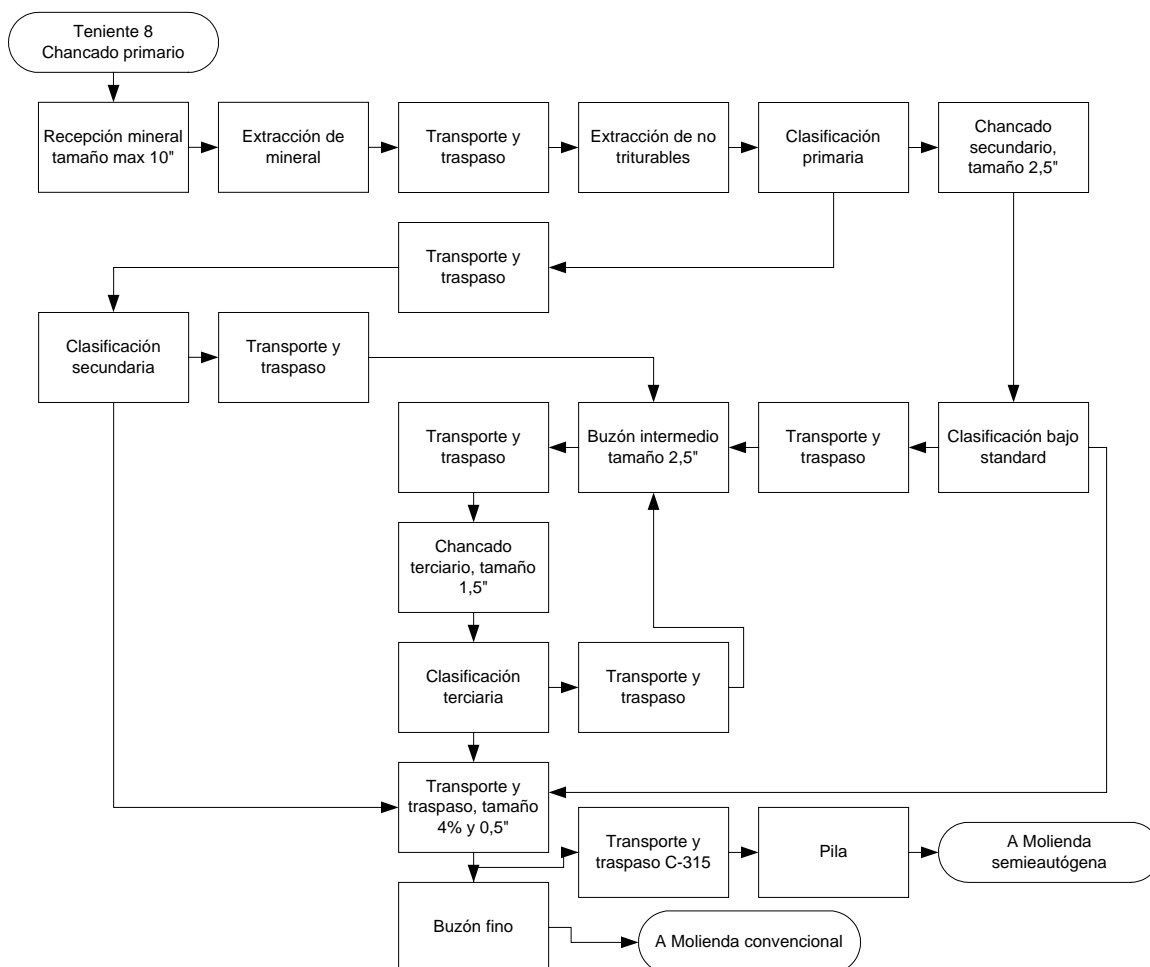 Teniente 8
Chancado primario
Recepción mineral
tamaño max 10"
Extracción de
mineral
Transporte y
traspaso
Extracción de no
triturables
Clasificación
primaria
Chancado
secundario,
tamaño 2,5"
Transporte y
traspaso
Clasificación
secundaria
Transporte y
traspaso
Transporte y
traspaso
Buzón intermedio
tamaño 2,5"
Transporte y
traspaso
Clasificación bajo
standard
Chancado
terciario, tamaño
1,5"
Clasificación
terciaria
Transporte y
traspaso
Transporte y
traspaso, tamaño
4% y 0,5"
Transporte y
traspaso C-315
Pila
A Molienda
semieautógena
Buzón fino
A Molienda convencional